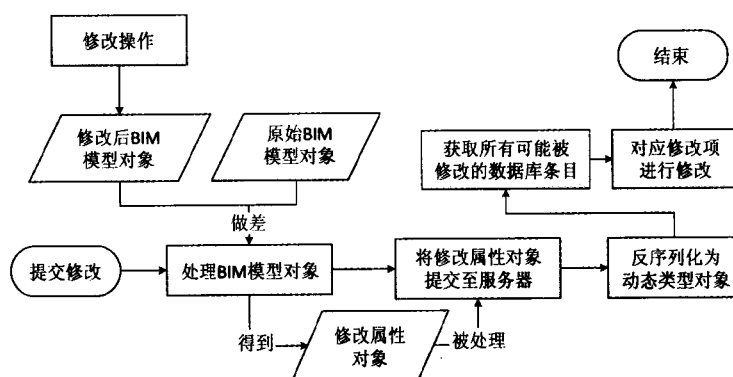 修改操作
结束
修改后BIM
模型对象
原始BIM
模型对象
获取所有可能被
修改的数据库条目
对应修改项
进行修改
做差
提交修改
处理BIM模型对象
将修改属性对象
提交至服务器
反序列化为
动态类型对象
得到
修改属性
对象
被处理